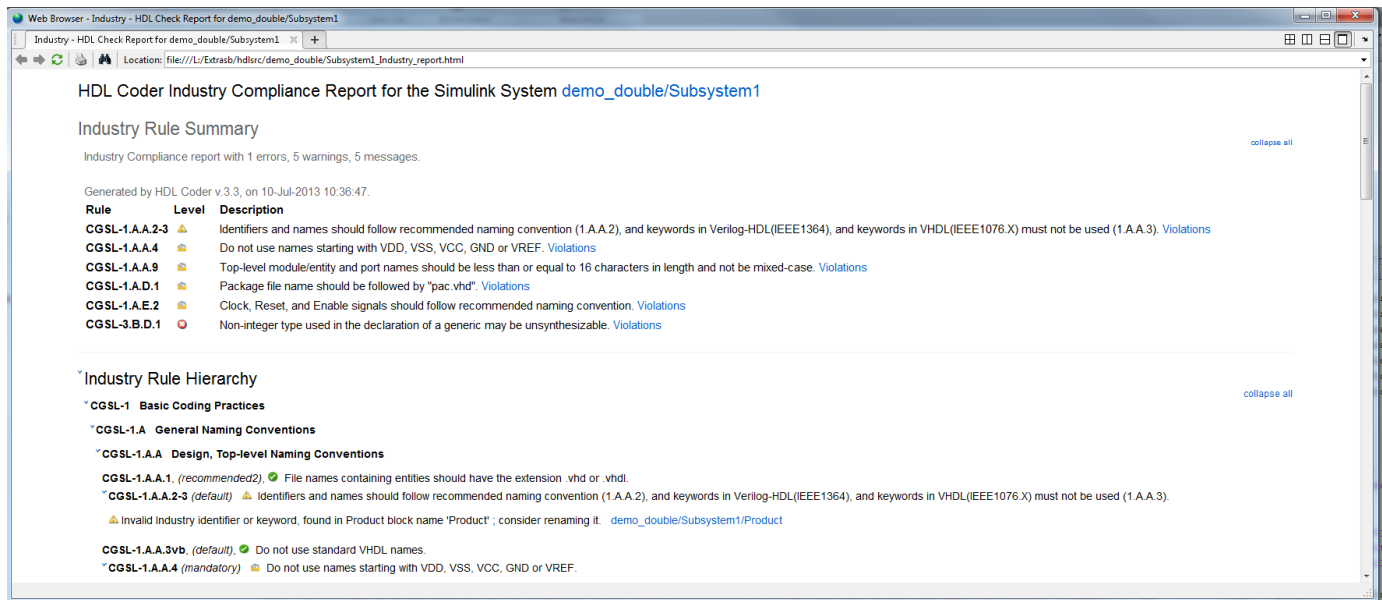 Web Browser - Industry - HDL Check Report for demo_double/Subsystem1
Industry - HDL Check Report for demo_double/Subsystem1
Location: file:///L:/Extrasb/hdlsrc/demo_double/Subsystem1_Industry_report.html
HDL Coder Industry Compliance Report for the Simulink System demo_double/Subsystem1
Industry Rule Summary
collapse all
Industry Compliance report with 1 errors, 5 warnings, 5 messages.
Generated by HDL Coder v.3.3, on 10-Jul-2013 10:36:47.
Rule Level Description
CGSL-1.A.A.2-3 Identifiers and names should follow recommended naming convention (1.A.A.2), and keywords in Verilog-HDL(IEEE1364), and keywords in VHDL(IEEE1076.X) must not be used (1.A.A.3). Violations
CGSL-1.A.A.4 Do not use names starting with VDD, VSS, VCC, GND or VREF. Violations
CGSL-1.A.A.9 Top-level module/entity and port names should be less than or equal to 16 characters in length and not be mixed-case. Violations
CGSL-1.A.D.1 Package file name should be followed by "pac.vhd". Violations
CGSL-1.A.E.2 Clock, Reset, and Enable signals should follow recommended naming convention. Violations
CGSL-3.B.D.1 Non-integer type used in the declaration of a generic may be unsynthesizable. Violations
Industry Rule Hierarchy
collapse all
CGSL-1 Basic Coding Practices
CGSL-1.A General Naming Conventions
CGSL-1.A.A Design, Top-level Naming Conventions
CGSL-1.A.A.1, (recommended2), File names containing entities should have the extension .vhd or .vhdl.
CGSL-1.A.A.2-3 (default) Identifiers and names should follow recommended naming convention (1.A.A.2), and keywords in Verilog-HDL(IEEE1364), and keywords in VHDL(IEEE1076.X) must not be used (1.A.A.3).
Invalid Industry identifier or keyword, found in Product block name 'Product' ; consider renaming it. demo_double/Subsystem1/Product
CGSL-1.A.A.3vb, (default), Do not use standard VHDL names.
CGSL-1.A.A.4 (mandatory) Do not use names starting with VDD, VSS, VCC, GND or VREF.